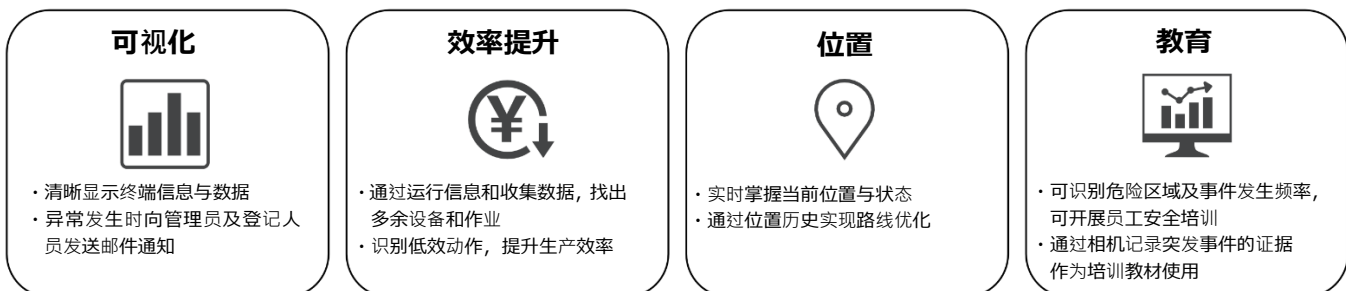 可视化
・清晰显示终端信息与数据
・异常发生时向管理员及登记人
员发送邮件通知
效率提升
¥
・通过运行信息和收集数据，找出
多余设备和作业
・识别低效动作，提升生产效率
位置
・实时掌握当前位置与状态
・通过位置历史实现路线优化
教育
・可识别危险区域及事件发生频率，
可开展员工安全培训
・通过相机记录突发事件的证据
作为培训教材使用